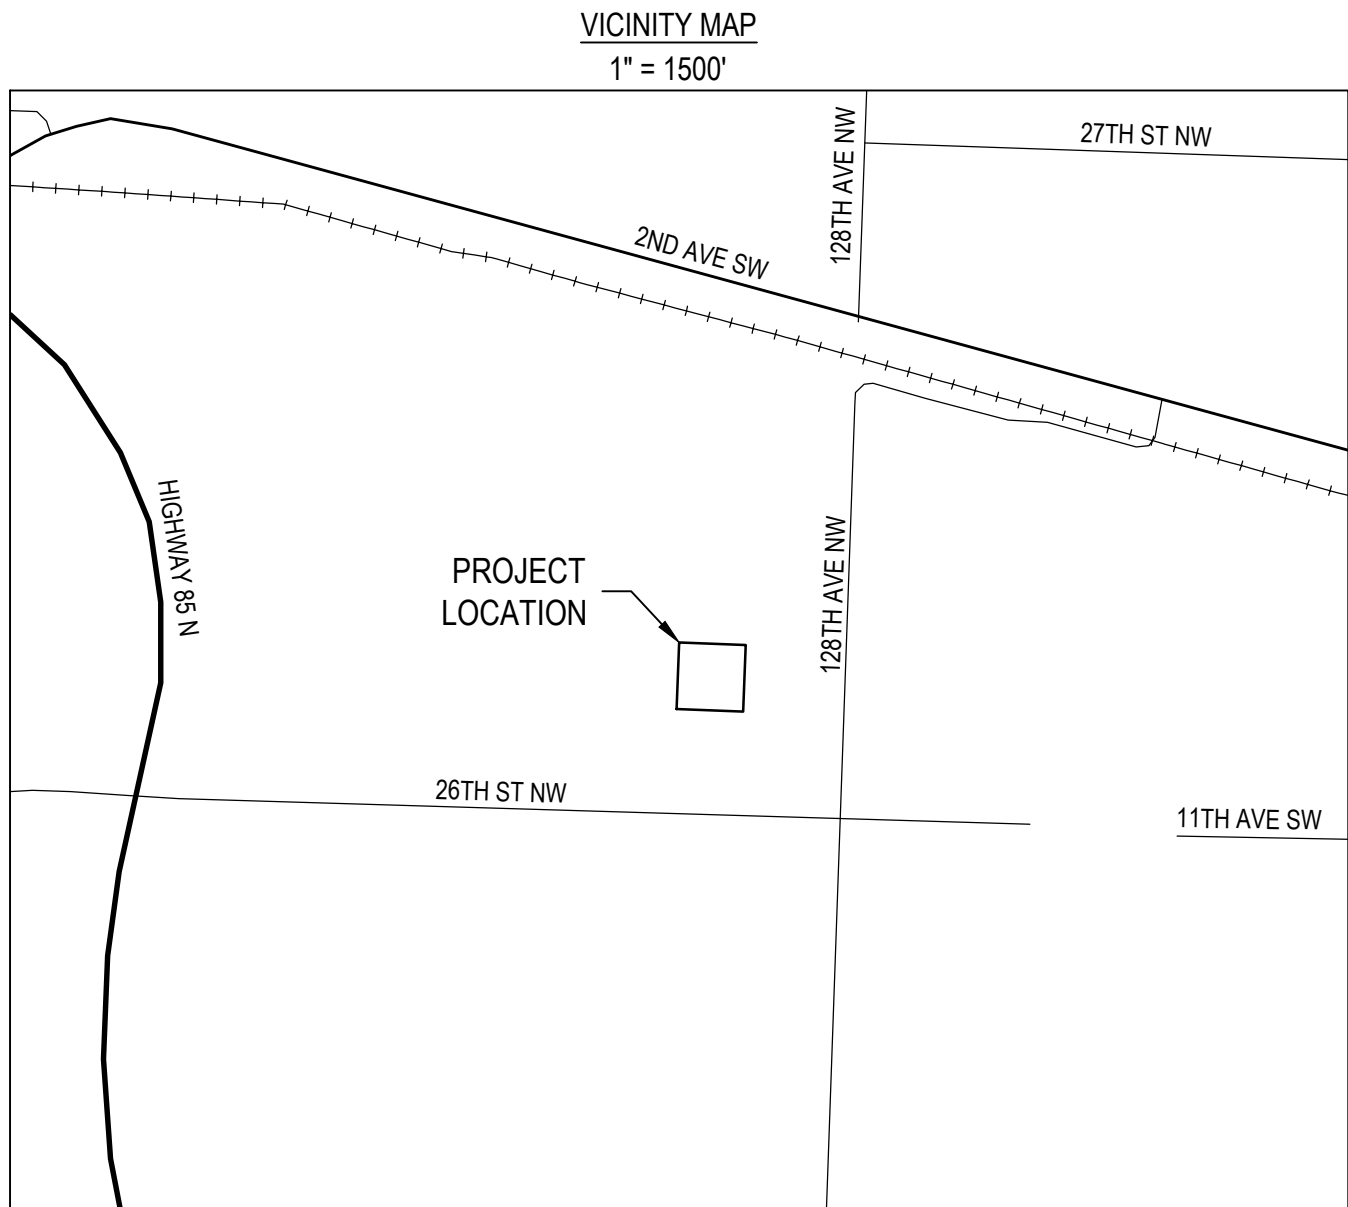 VICINITY MAP
1" = 1500'
27TH ST NW
128TH AVE NW
2ND AVE SW
HIGHWAY 85 N
PROJECT
LOCATION
128TH AVE NW
26TH ST NW
11TH AVE SW